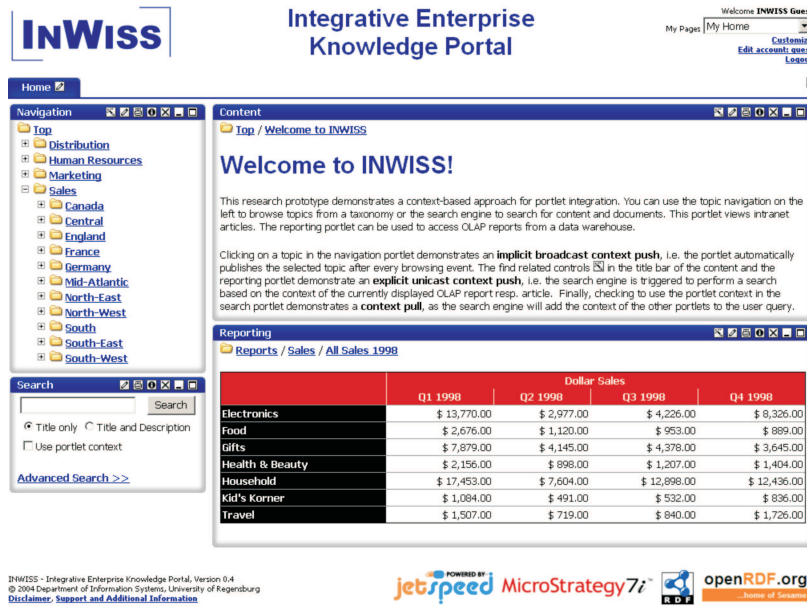 INWISS
Integrative Enterprise
Knowledge Portal
Welcome INWISS Gues
My Pages My Home
Customiz
Edit account: gues
Logou
Home
Navigation
Top
Distribution
Human Resources
Marketing
Sales
Canada
Central
England
France
Germany
Mid-Atlantic
North-East
North-West
South
South-East
South-West
Search
Search
Title only Title and Description
Use portlet context
Advanced Search >>
Content
Top / Welcome to INWISS
Welcome to INWISS!
This research prototype demonstrates a context-based approach for portlet integration. You can use the topic navigation on the
left to browse topics from a taxonomy or the search engine to search for content and documents. This portlet views intranet
articles. The reporting portlet can be used to access OLAP reports from a data warehouse.
Clicking on a topic in the navigation portlet demonstrates an implicit broadcast context push, i.e. the portlet automatically
publishes the selected topic after every browsing event. The find related controls in the title bar of the content and the
reporting portlet demonstrate an explicit unicast context push, i.e. the search engine is triggered to perform a search
based on the context of the currently displayed OLAP report resp. article. Finally, checking to use the portlet context in the
search portlet demonstrates a context pull, as the search engine will add the context of the other portlets to the user query.
Reporting
Reports / Sales / All Sales 1998
Dollar Sales
Q1 1998 Q2 1998 Q3 1998 Q4 1998
Electronics $ 13,770.00 $ 2,977.00 $ 4,226.00 $ 8,326.00
Food $ 2,676.00 $ 1,120.00 $ 953.00 $ 889.00
Gifts $ 7,879.00 $ 4,145.00 $ 4,378.00 $ 3,645.00
Health & Beauty $ 2,156.00 $ 898.00 $ 1,207.00 $ 1,404.00
Household $ 17,453.00 $ 7,604.00 $ 12,898.00 $ 12,436.00
Kid's Korner $ 1,084.00 $ 491.00 $ 532.00 $ 836.00
Travel $ 1,507.00 $ 719.00 $ 840.00 $ 1,726.00
INWISS - Integrative Enterprise Knowledge Portal, Version 0.4
© 2004 Department of Information Systems, University of Regensburg
Disclaimer, Support and Additional Information
POWERED BY
jetspeed
MicroStrategy 7i™
RDF
openRDF.org
...home of Sesame